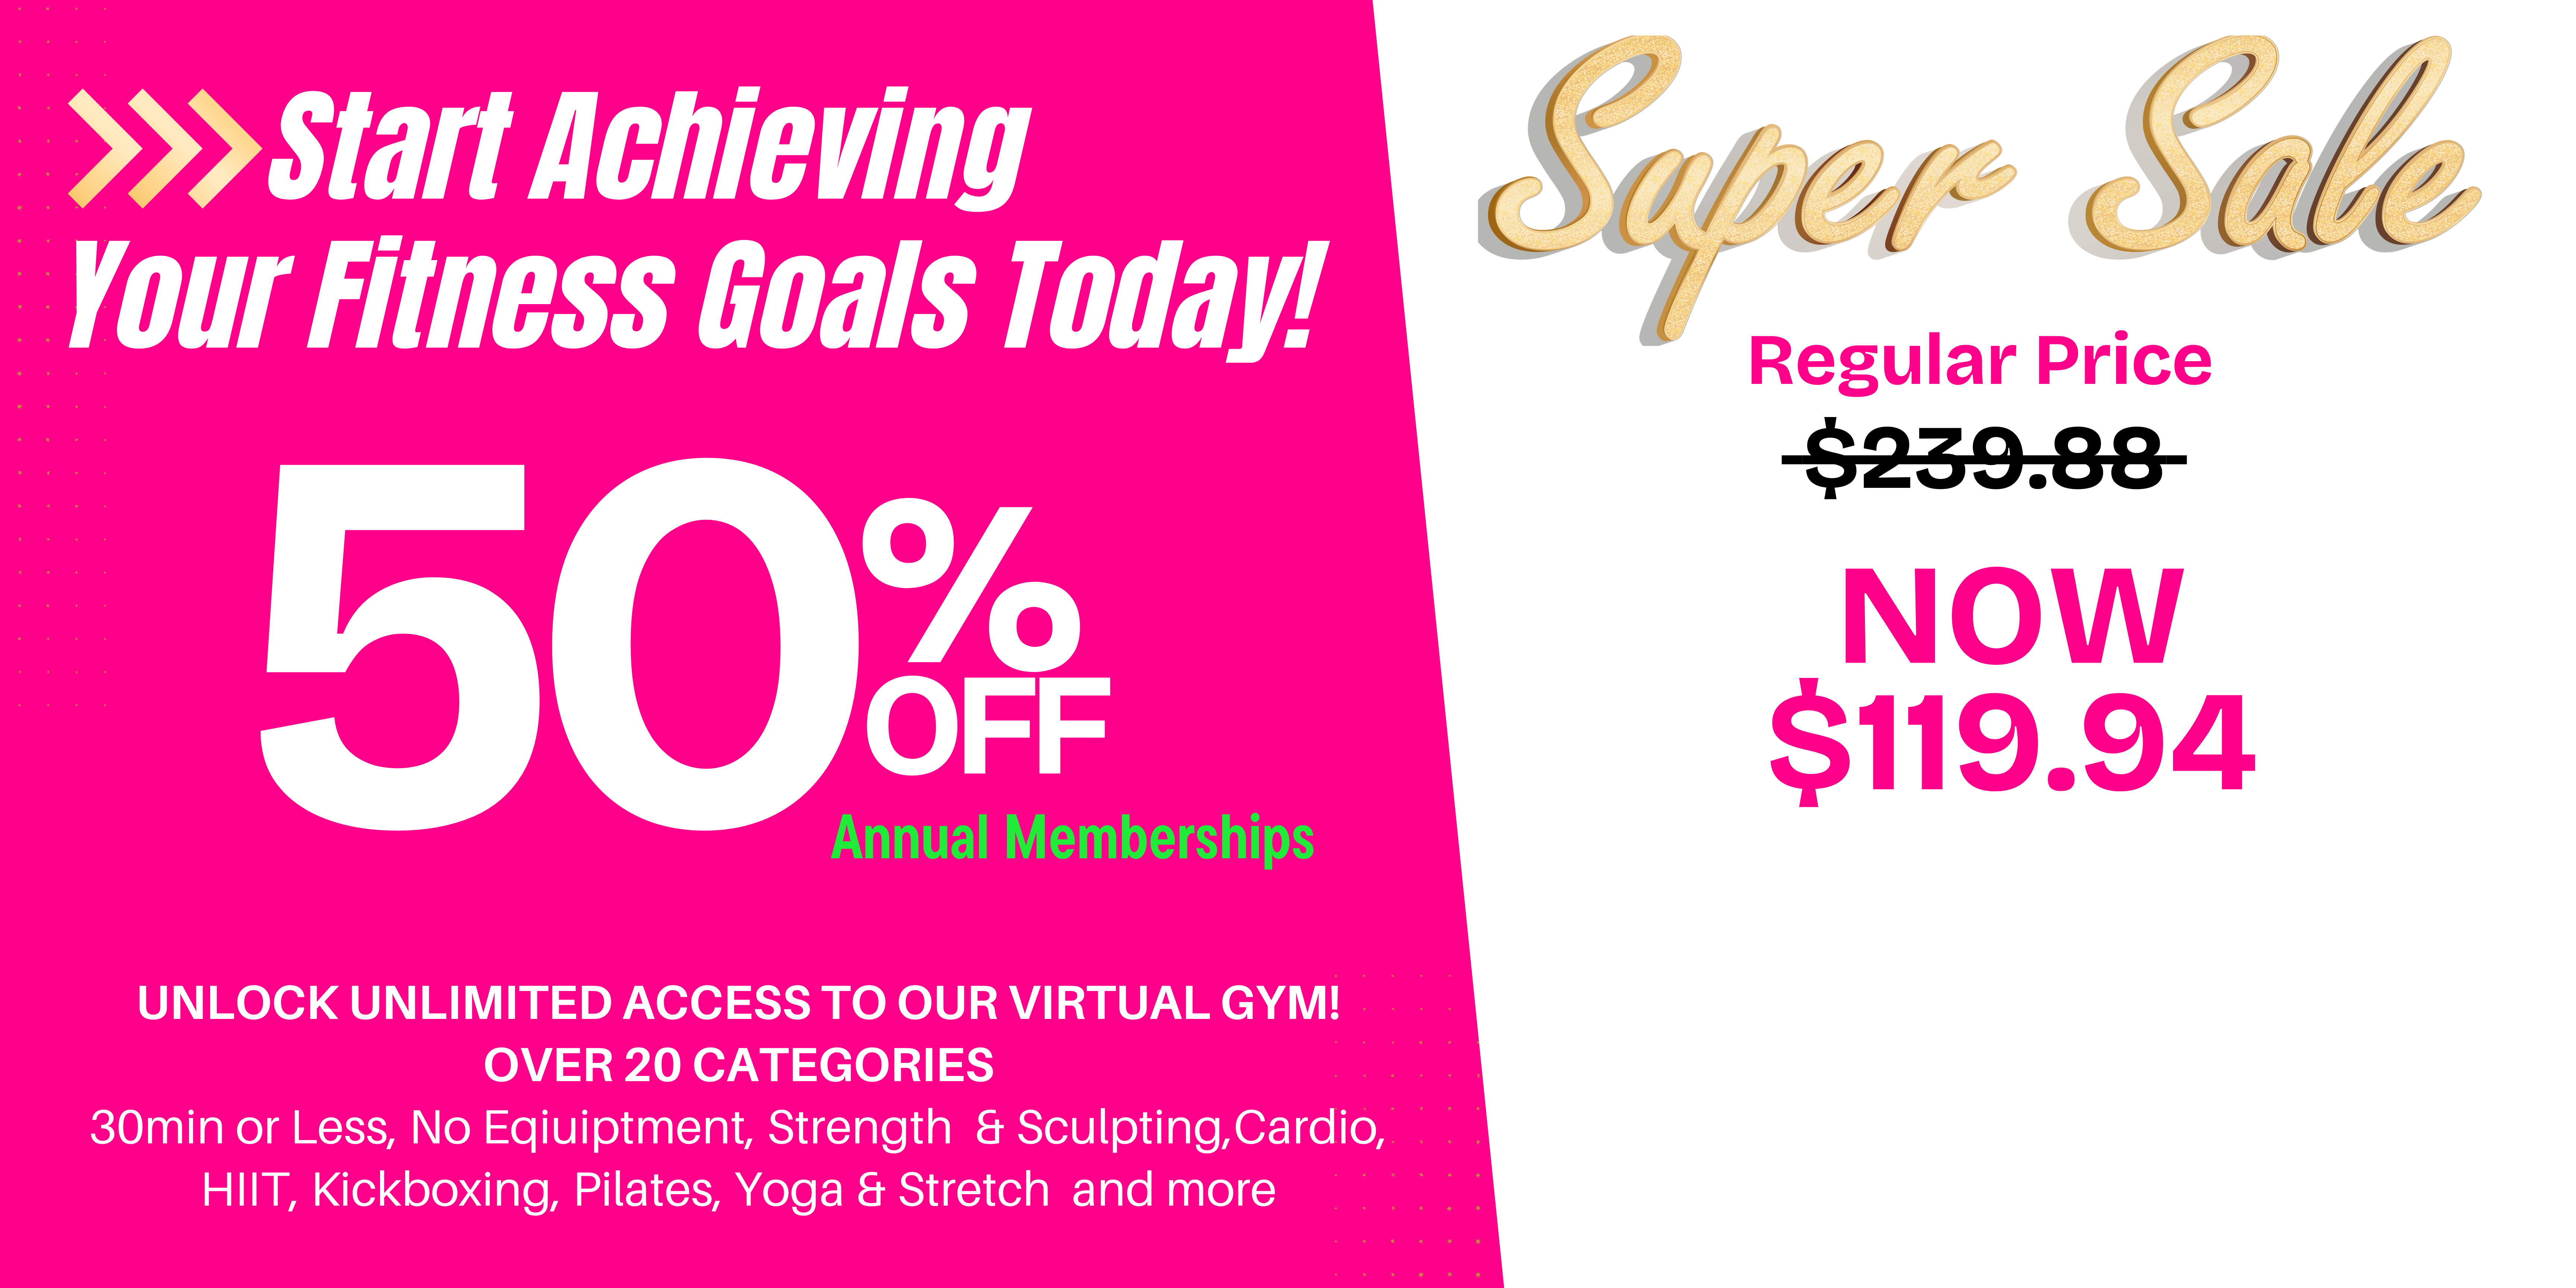 Start Achieving
Your Fitness Goals Today!
50%
OFF
Annual Memberships
UNLOCK UNLIMITED ACCESS TO OUR VIRTUAL GYM!
OVER 20 CATEGORIES
30min or Less, No Eqiuiptment, Strength & Sculpting,Cardio,
HIIT, Kickboxing, Pilates, Yoga & Stretch and more
Super Sale
Regular Price
$239.88
NOW
$119.94